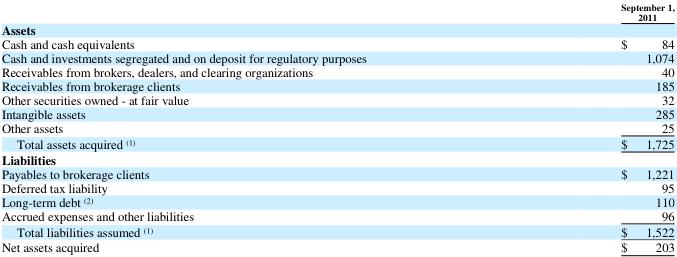 September 1,
2011
Assets
Cash and cash equivalents $ 84
Cash and investments segregated and on deposit for regulatory purposes 1,074
Receivables from brokers, dealers, and clearing organizations 40
Receivables from brokerage clients 185
Other securities owned - at fair value 32
Intangible assets 285
Other assets 25
Total assets acquired (1) $ 1,725
Liabilities
Payables to brokerage clients $ 1,221
Deferred tax liability 95
Long-term debt (2) 110
Accrued expenses and other liabilities 96
Total liabilities assumed (1) $ 1,522
Net assets acquired $ 203